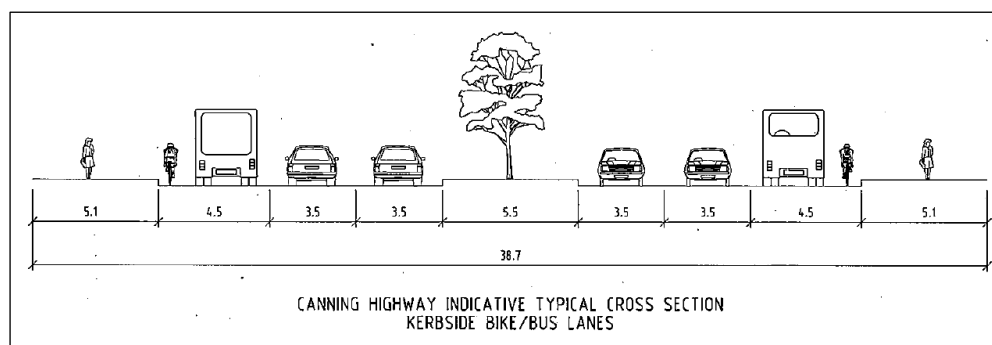 5.1 4.5 3.5 3.5 5.5 3.5 3.5 4.5 5.1
38.7
CANNING HIGHWAY INDICATIVE TYPICAL CROSS SECTION
KERBSIDE BIKE/BUS LANES